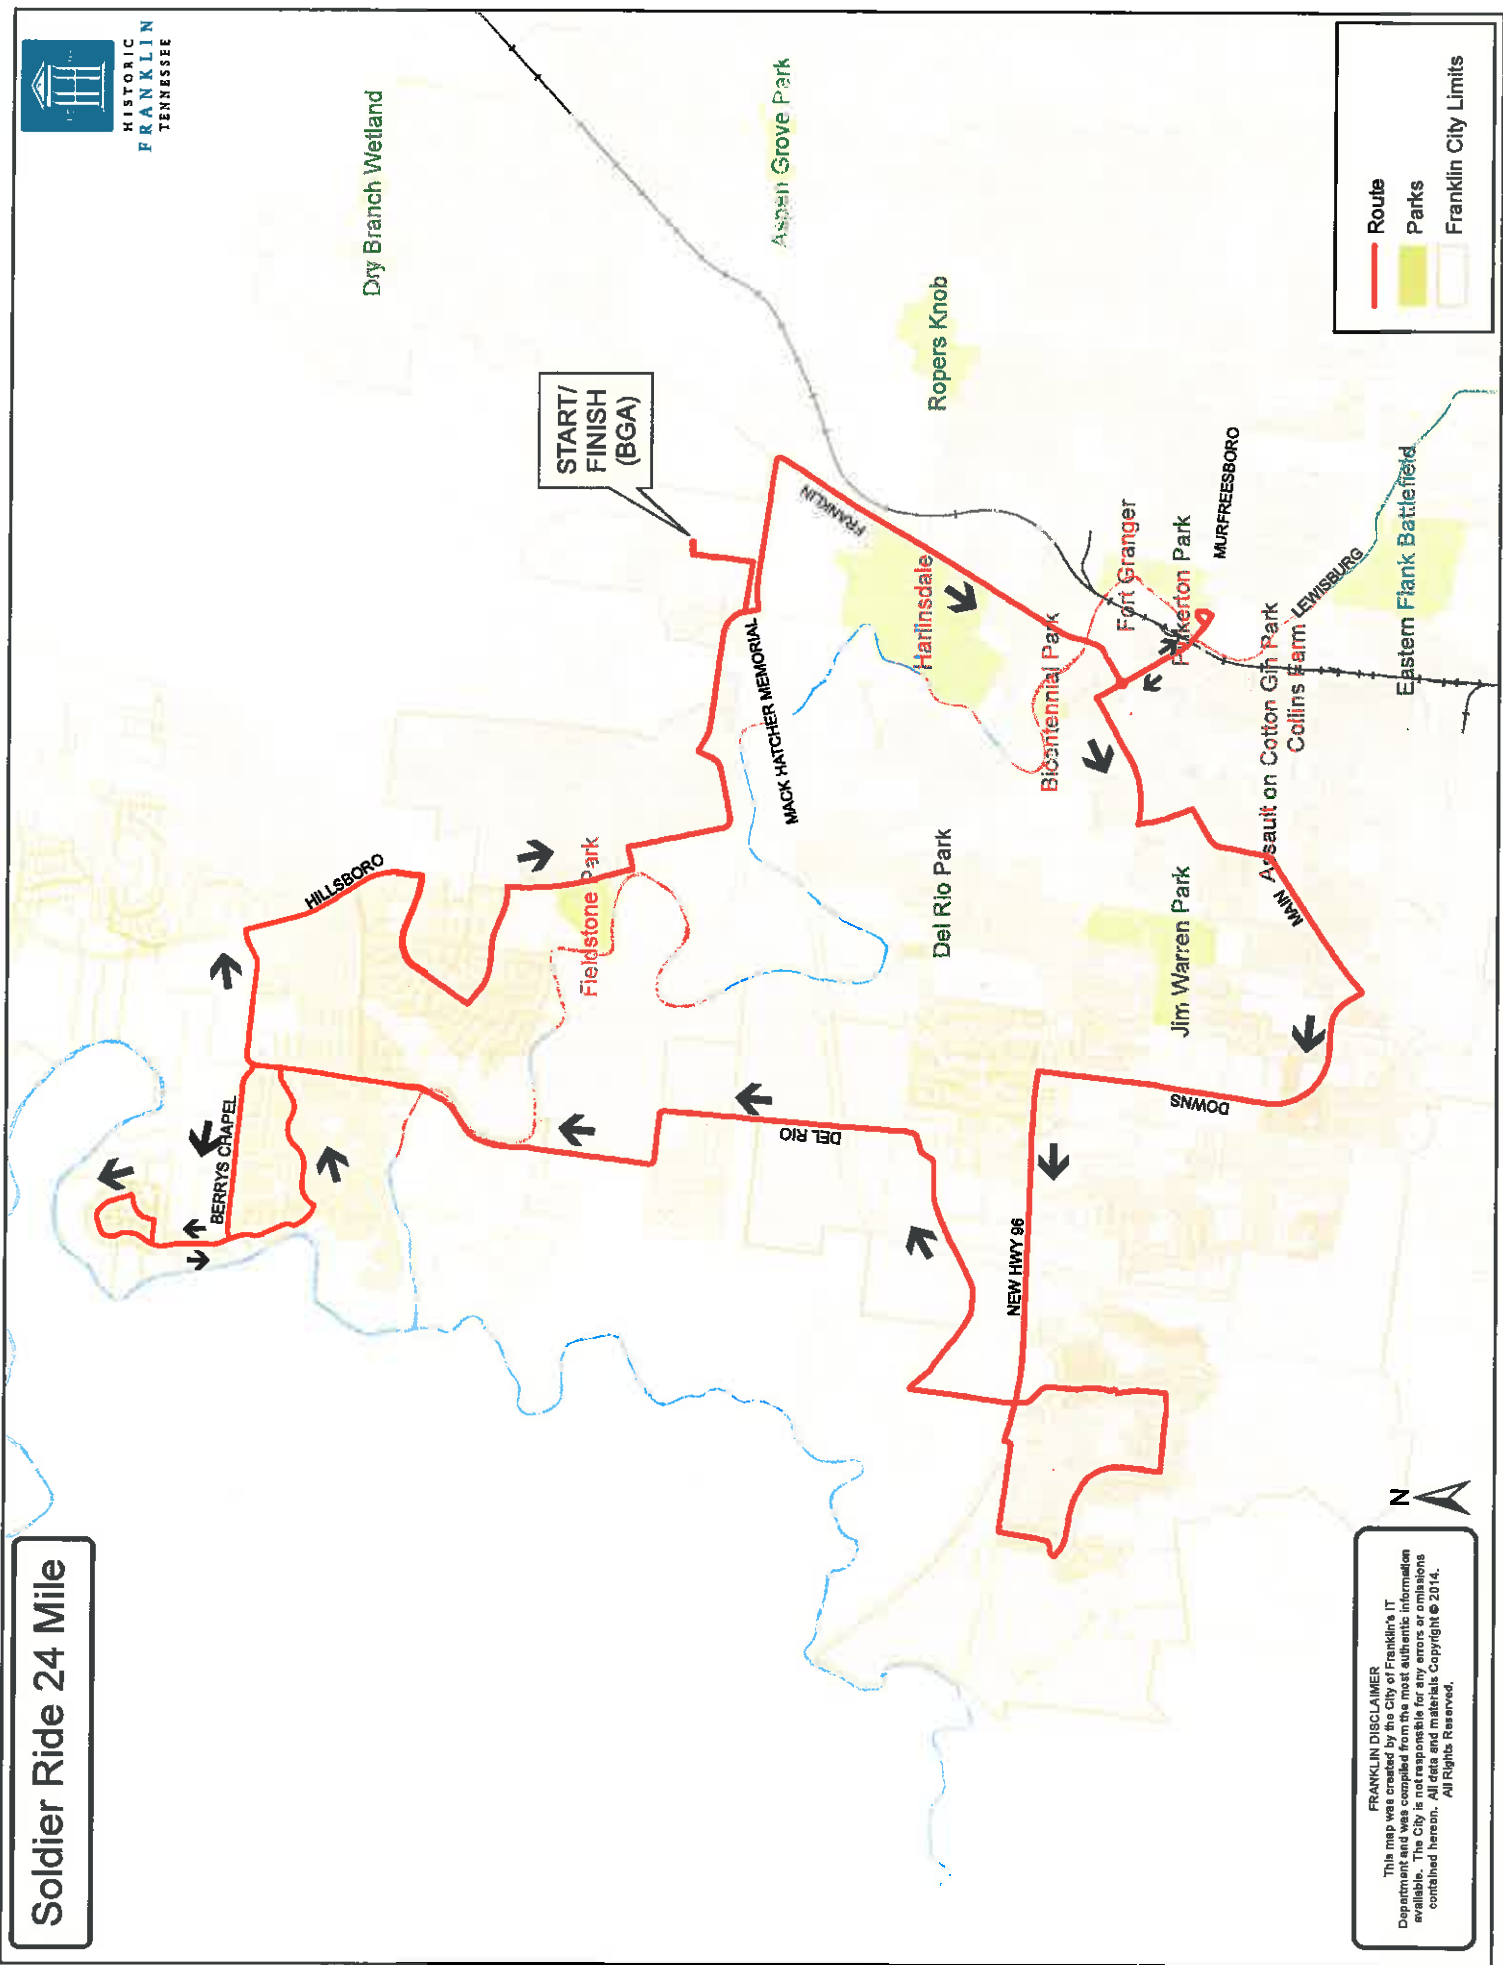 Soldier Ride 24 Mile
HISTORIC
FRANKLIN
TENNESSEE
Dry Branch Wetland
Aspen Grove Park
START/
FINISH
(BGA)
Ropers Knob
HILLSBORO
BERRYS CHAPEL
Fieldstone Park
MACK HATCHER MEMORIAL
FRANKLIN
Harlinsdale
Bicentennial Park
Fort Granger
Pinkerton Park
MURFREESBORO
DEL RIO
Del Rio Park
NEW HWY 96
Jim Warren Park
DOWNS
MAIN
Assault on Cotton Gin Park
Collins Farm
LEWISBURG
Eastern Flank Battlefield
Route
Parks
Franklin City Limits
N
FRANKLIN DISCLAIMER
This map was created by the City of Franklin's IT
Department and was compiled from the most authentic information
available. The City is not responsible for any errors or omissions
contained hereon. All data and materials Copyright © 2014.
All Rights Reserved.